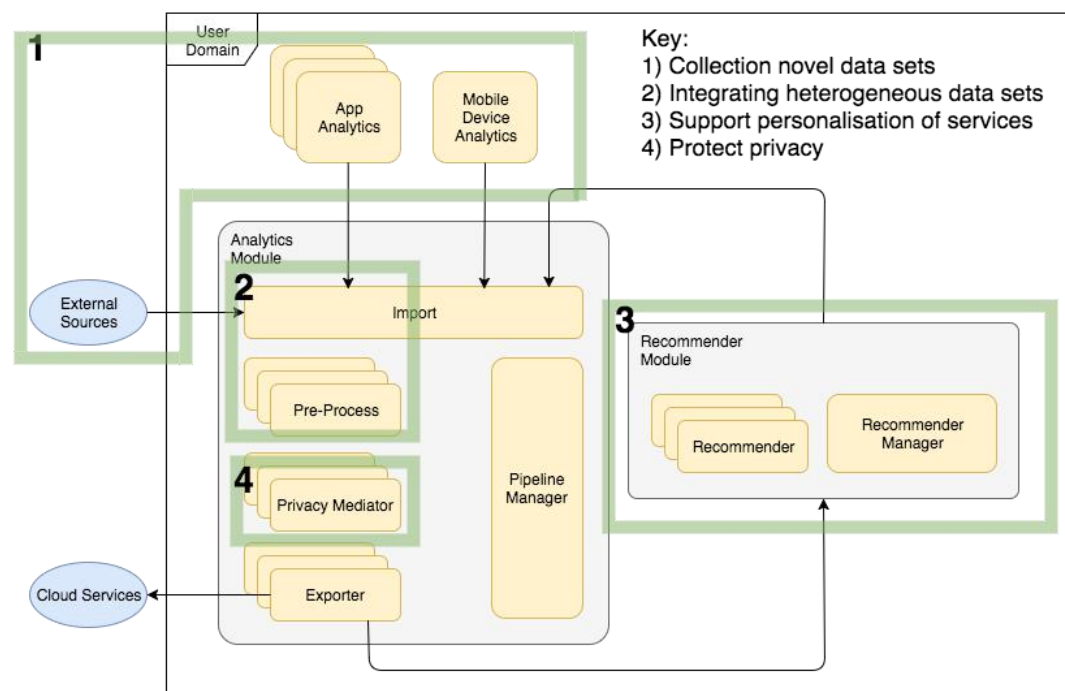 1
User
Domain
Key:
1) Collection novel data sets
2) Integrating heterogeneous data sets
3) Support personalisation of services
4) Protect privacy
App
Analytics
Mobile
Device
Analytics
Analytics
Module
2
External
Sources
Import
3
Recommender
Module
Pre-Process
Recommender
Recommender
Manager
4
Privacy Mediator
Pipeline
Manager
Cloud Services
Exporter